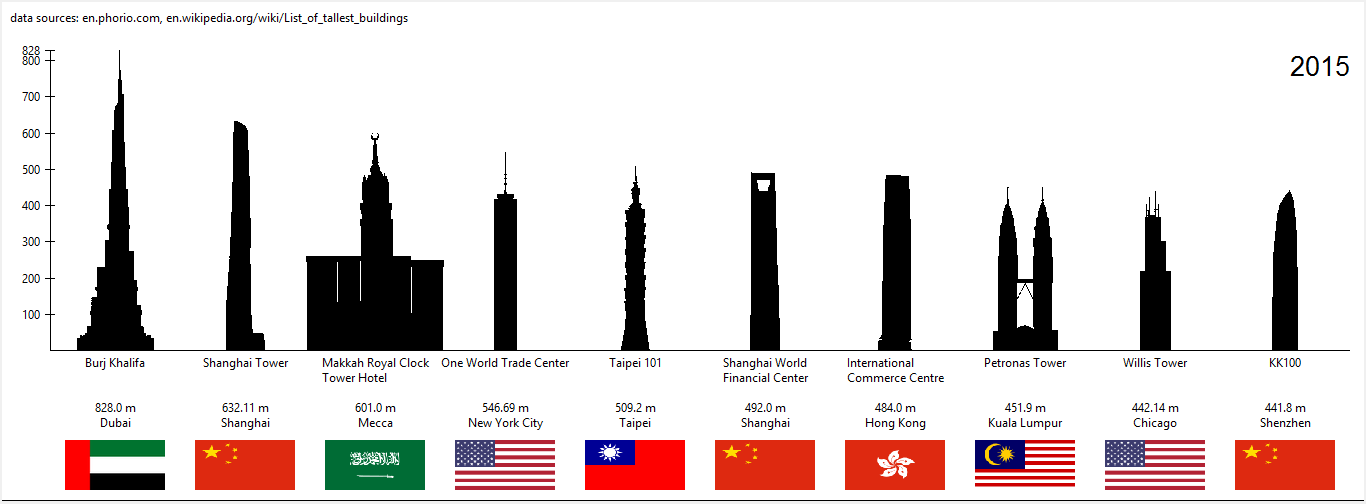 data sources: en.phorio.com, en.wikipedia.org/wiki/List_of_tallest_buildings
2015
828
800
700
600
500
400
300
200
100
Burj Khalifa
Shanghai Tower
Makkah Royal Clock
Tower Hotel
One World Trade Center
Taipei 101
Shanghai World
Financial Center
International
Commerce Centre
Petronas Tower
Willis Tower
KK100
828.0 m
Dubai
632.11 m
Shanghai
601.0 m
Mecca
546.69 m
New York City
509.2 m
Taipei
492.0 m
Shanghai
484.0 m
Hong Kong
451.9 m
Kuala Lumpur
442.14 m
Chicago
441.8 m
Shenzhen